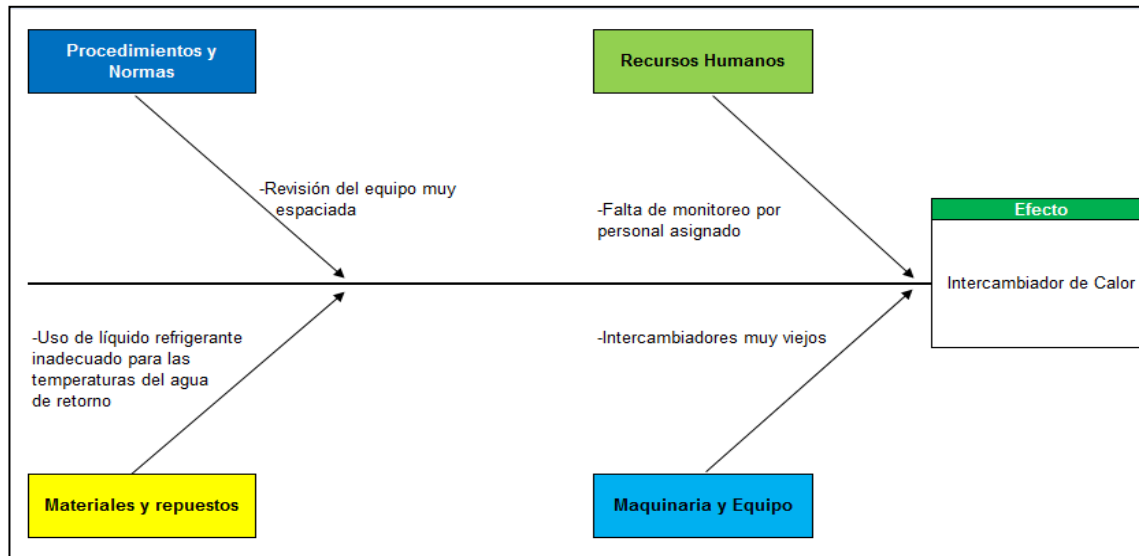 Procedimientos y
Normas
Recursos Humanos
-Revisión del equipo muy
espaciada
-Falta de monitoreo por
personal asignado
Efecto
Intercambiador de Calor
-Uso de líquido refrigerante
inadecuado para las
temperaturas del agua
de retorno
-Intercambiadores muy viejos
Materiales y repuestos
Maquinaria y Equipo